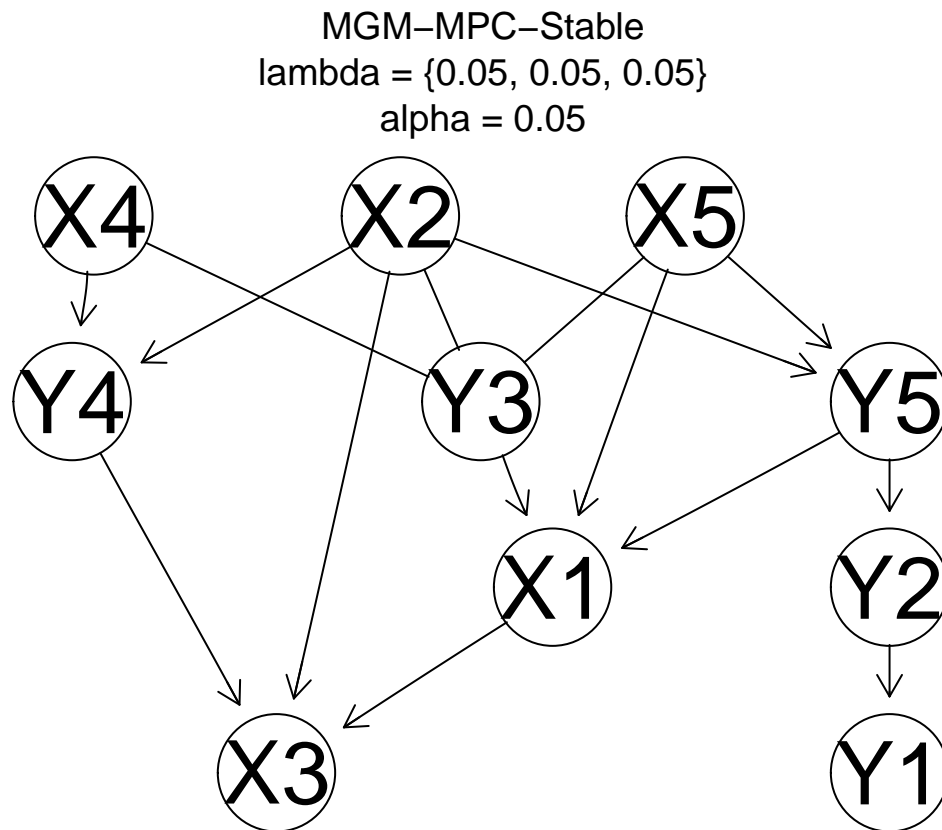 MGM−MPC−Stable
lambda = {0.05, 0.05, 0.05}
alpha = 0.05
X4 X2 X5
Y4 Y3 Y5
X1 Y2
X3 Y1